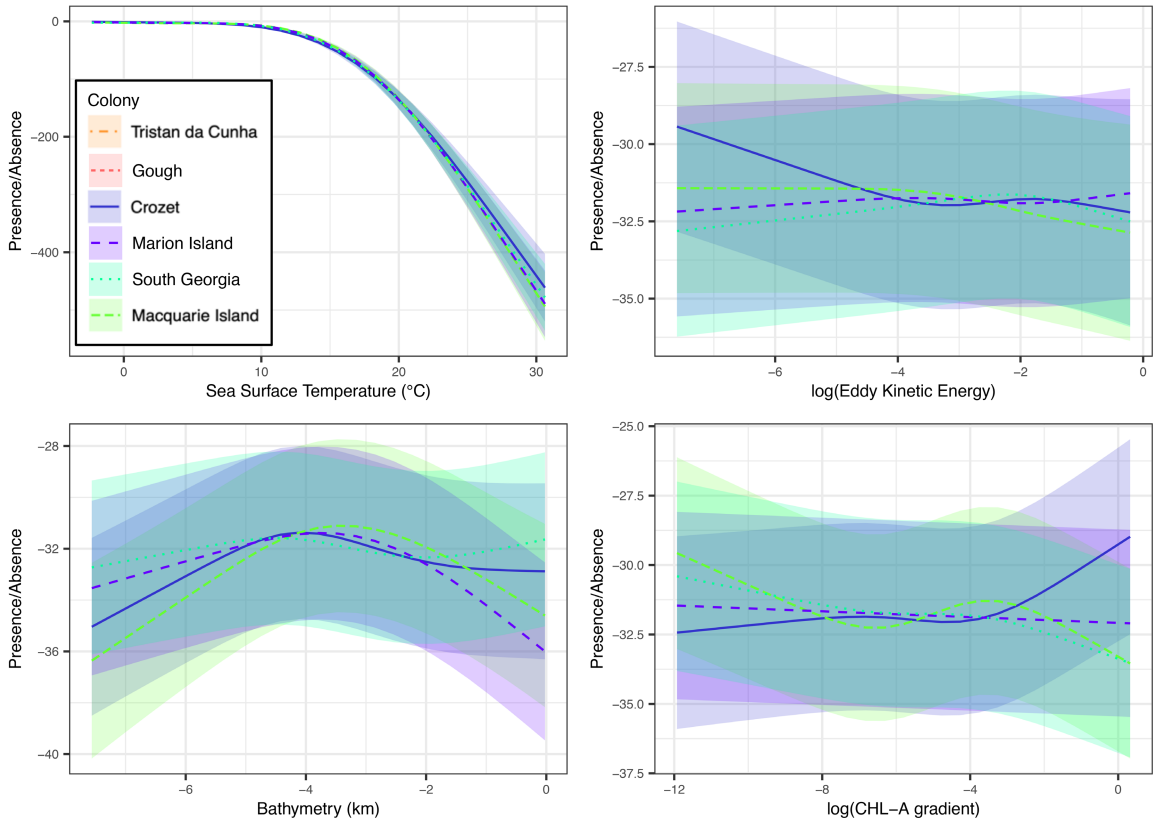 Presence/Absence
0
−200
−400
Colony
Tristan da Cunha
Gough
Crozet
Marion Island
South Georgia
Macquarie Island
0
10
20
30
Sea Surface Temperature (°C)
Presence/Absence
−27.5
−30.0
−32.5
−35.0
−6
−4
−2
0
log(Eddy Kinetic Energy)
Presence/Absence
−28
−32
−36
−40
−6
−4
−2
0
Bathymetry (km)
Presence/Absence
−25.0
−27.5
−30.0
−32.5
−35.0
−37.5
−12
−8
−4
0
log(CHL−A gradient)